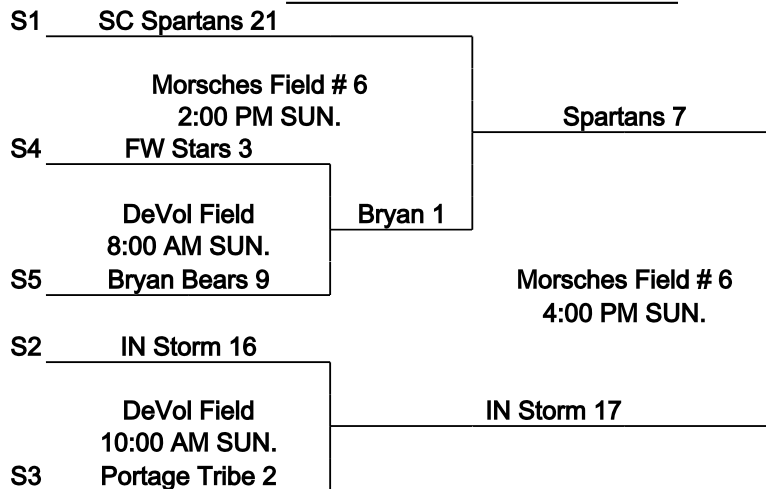 S1 SC Spartans 21
Morsches Field # 6
2:00 PM SUN.
Spartans 7
S4 FW Stars 3
DeVol Field
8:00 AM SUN.
Bryan 1
S5 Bryan Bears 9
Morsches Field # 6
4:00 PM SUN.
S2 IN Storm 16
DeVol Field
10:00 AM SUN.
IN Storm 17
S3 Portage Tribe 2